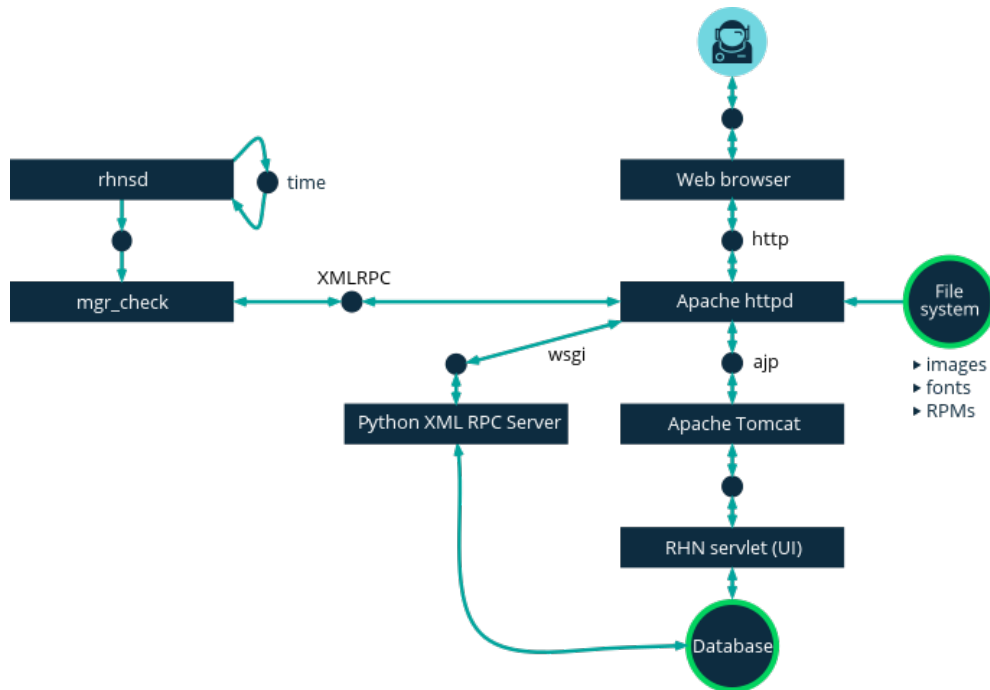 rhnsd
time
Web browser
http
XMLRPC
mgr_check
Apache httpd
File
system
wsgi
ajp
▸ images
▸ fonts
▸ RPMs
Python XML RPC Server
Apache Tomcat
RHN servlet (UI)
Database